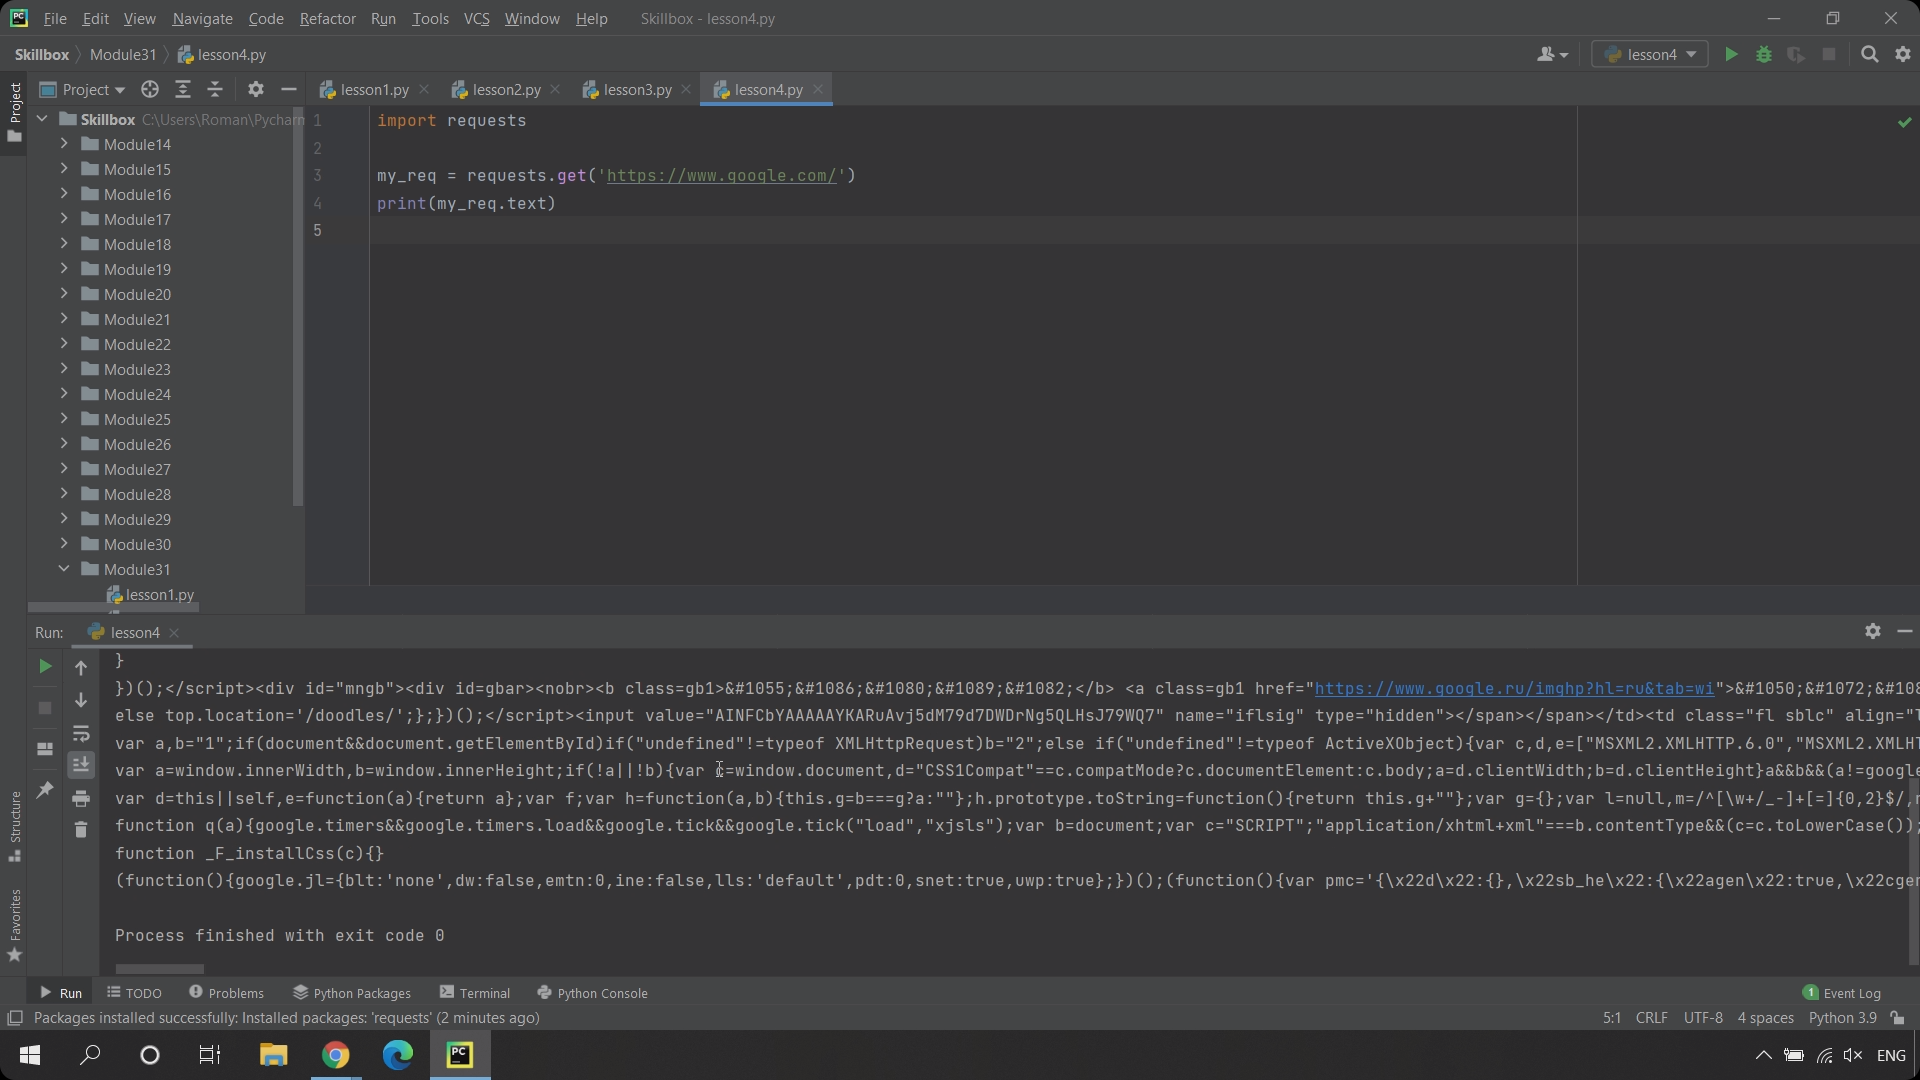 PC File Edit View Navigate Code Refactor Run Tools VCS Window Help Skillbox - lesson4.py
Skillbox Module31 lesson4.py lesson4
Project lesson1.py lesson2.py lesson3.py lesson4.py
Project
Skillbox C:\Users\Roman\Pycharm
Module14
Module15
Module16
Module17
Module18
Module19
Module20
Module21
Module22
Module23
Module24
Module25
Module26
Module27
Module28
Module29
Module30
Module31
lesson1.py
1 import requests
2
3 my_req = requests.get('https://www.google.com/')
4 print(my_req.text)
5
Run: lesson4
}
})();</script><div id="mngb"><div id=gbar><nobr><b class=gb1>&#1055;&#1086;&#1080;&#1089;&#1082;</b> <a class=gb1 href="https://www.google.ru/imghp?hl=ru&tab=wi">&#1050;&#1072;&#108
else top.location='/doodles/';};})();</script><input value="AINFCbYAAAAAYKARuAvj5dM79d7DWDrNg5QLHsJ79WQ7" name="iflsig" type="hidden"></span></span></td><td class="fl sblc" align="l
var a,b="1";if(document&&document.getElementById)if("undefined"!=typeof XMLHttpRequest)b="2";else if("undefined"!=typeof ActiveXObject){var c,d,e=["MSXML2.XMLHTTP.6.0","MSXML2.XMLHT
var a=window.innerWidth,b=window.innerHeight;if(!a||!b){var c=window.document,d="CSS1Compat"==c.compatMode?c.documentElement:c.body;a=d.clientWidth;b=d.clientHeight}a&&b&&(a!=google
var d=this||self,e=function(a){return a};var f;var h=function(a,b){this.g=b===g?a:""};h.prototype.toString=function(){return this.g+""};var g={};var l=null,m=/^[\w+/_-]+[=]{0,2}$/,
function q(a){google.timers&&google.timers.load&&google.tick&&google.tick("load","xjsls");var b=document;var c="SCRIPT";"application/xhtml+xml"===b.contentType&&(c=c.toLowerCase());
function _F_installCss(c){}
(function(){google.jl={blt:'none',dw:false,emtn:0,ine:false,lls:'default',pdt:0,snet:true,uwp:true};})();(function(){var pmc='{\x22d\x22:{},\x22sb_he\x22:{\x22agen\x22:true,\x22cgen
Process finished with exit code 0
Structure
Favorites
Run TODO Problems Python Packages Terminal Python Console 1 Event Log
Packages installed successfully: Installed packages: 'requests' (2 minutes ago) 5:1 CRLF UTF-8 4 spaces Python 3.9
PC ENG